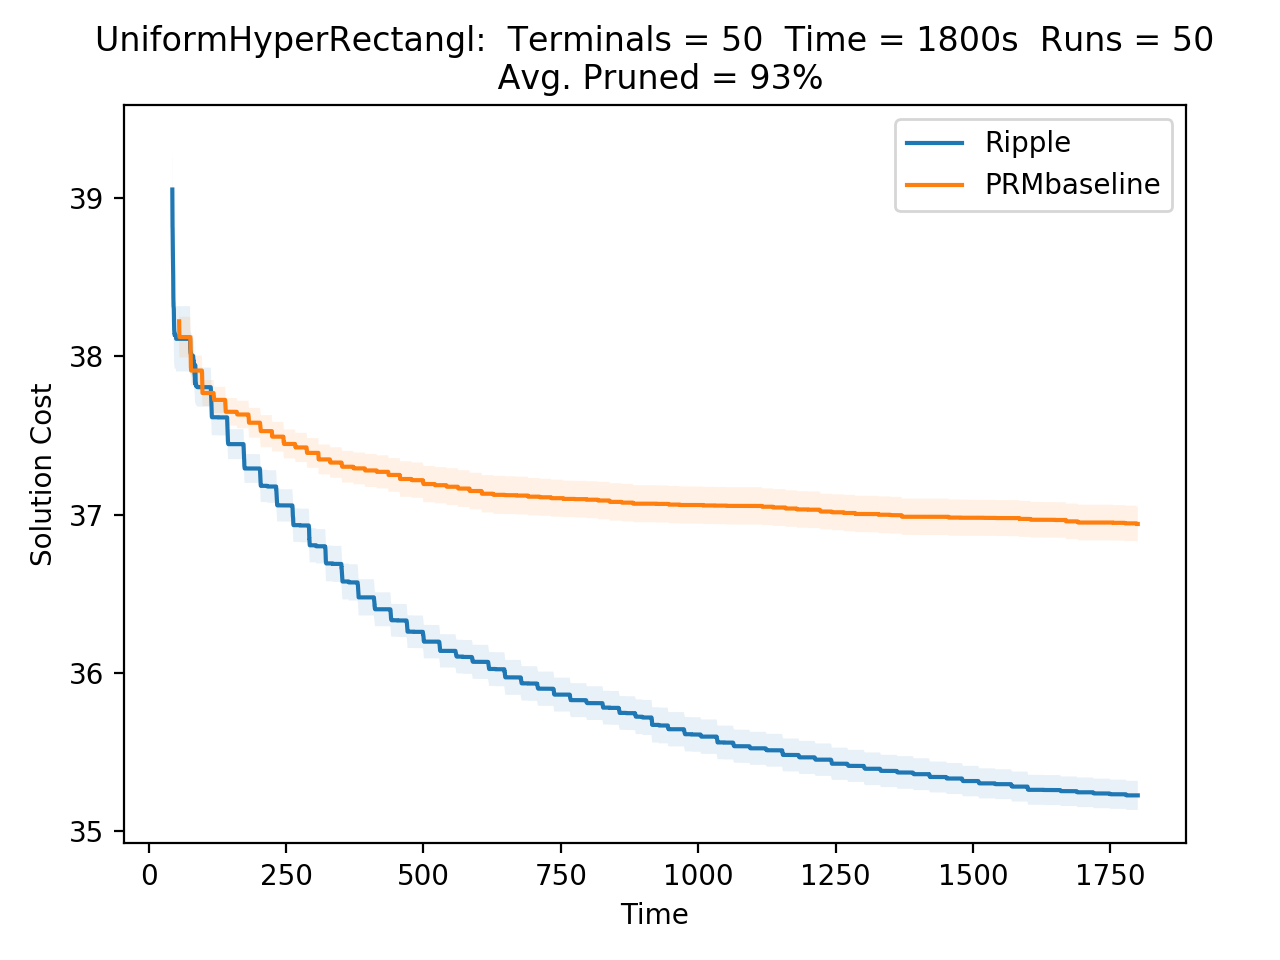 UniformHyperRectangl: Terminals = 50 Time = 1800s Runs = 50
Avg. Pruned = 93%
Ripple
PRMbaseline
39
38
37
36
35
Solution Cost
0 250 500 750 1000 1250 1500 1750
Time